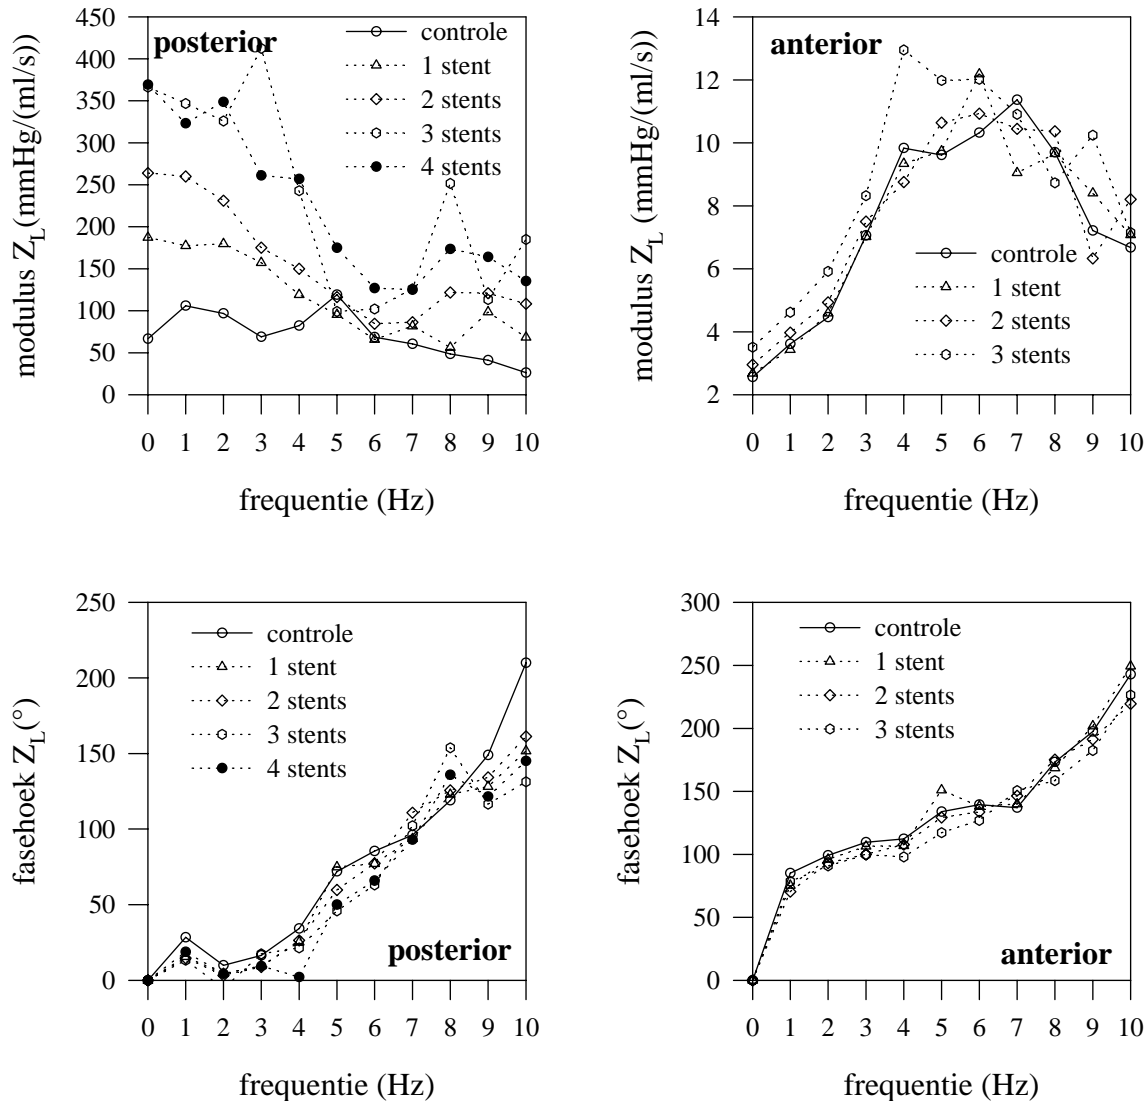 posterior
modulus Z_L(mmHg/(ml/s))
450
400
350
300
250
200
150
100
50
0
controle
1 stent
2 stents
3 stents
4 stents
0 1 2 3 4 5 6 7 8 9 10
frequentie (Hz)
anterior
modulus Z_L (mmHg/(ml/s))
14
12
10
8
6
4
2
controle
1 stent
2 stents
3 stents
0 1 2 3 4 5 6 7 8 9 10
frequentie (Hz)
fasehoek Z_L(°)
250
200
150
100
50
0
controle
1 stent
2 stents
3 stents
4 stents
posterior
0 1 2 3 4 5 6 7 8 9 10
frequentie (Hz)
fasehoek Z_L(°)
300
250
200
150
100
50
0
controle
1 stent
2 stents
3 stents
anterior
0 1 2 3 4 5 6 7 8 9 10
frequentie (Hz)